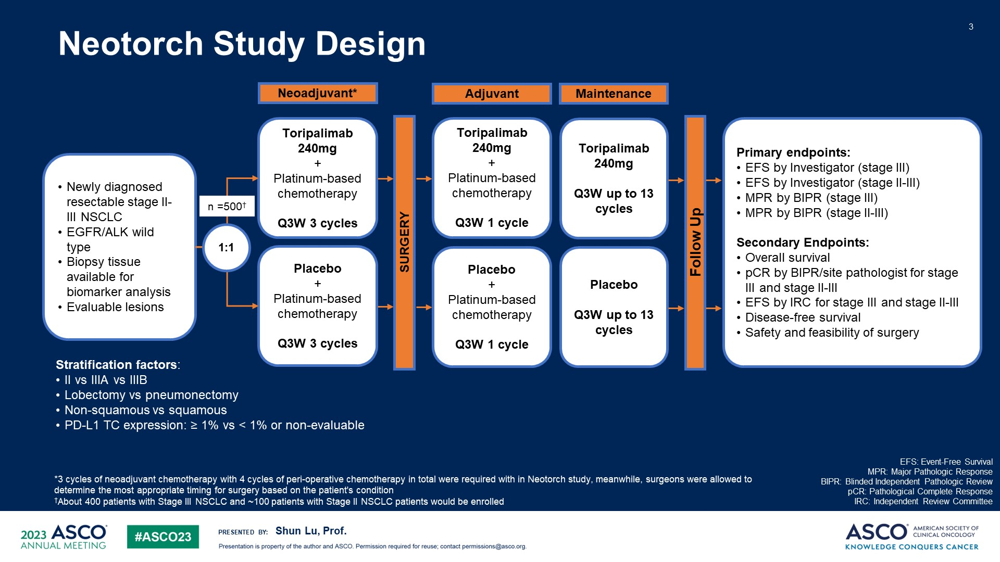 3
Neotorch Study Design
Neoadjuvant*
Adjuvant
Maintenance
• Newly diagnosed
resectable stage II-
III NSCLC
• EGFR/ALK wild
type
• Biopsy tissue
available for
biomarker analysis
• Evaluable lesions
n =500†
1:1
Toripalimab
240mg
+
Platinum-based
chemotherapy
Q3W 3 cycles
Placebo
+
Platinum-based
chemotherapy
Q3W 3 cycles
SURGERY
Toripalimab
240mg
+
Platinum-based
chemotherapy
Q3W 1 cycle
Placebo
+
Platinum-based
chemotherapy
Q3W 1 cycle
Toripalimab
240mg
Q3W up to 13
cycles
Placebo
Q3W up to 13
cycles
Follow Up
Primary endpoints:
• EFS by Investigator (stage III)
• EFS by Investigator (stage II-III)
• MPR by BIPR (stage III)
• MPR by BIPR (stage II-III)
Secondary Endpoints:
• Overall survival
• pCR by BIPR/site pathologist for stage
III and stage II-III
• EFS by IRC for stage III and stage II-III
• Disease-free survival
• Safety and feasibility of surgery
Stratification factors:
• II vs IIIA vs IIIB
• Lobectomy vs pneumonectomy
• Non-squamous vs squamous
• PD-L1 TC expression: ≥ 1% vs < 1% or non-evaluable
*3 cycles of neoadjuvant chemotherapy with 4 cycles of peri-operative chemotherapy in total were required with in Neotorch study, meanwhile, surgeons were allowed to
determine the most appropriate timing for surgery based on the patient's condition
†About 400 patients with Stage III NSCLC and ~100 patients with Stage II NSCLC patients would be enrolled
EFS: Event-Free Survival
MPR: Major Pathologic Response
BIPR: Blinded Independent Pathologic Review
pCR: Pathological Complete Response
IRC: Independent Review Committee
2023 ASCO®
ANNUAL MEETING
#ASCO23
PRESENTED BY: Shun Lu, Prof.
Presentation is property of the author and ASCO. Permission required for reuse; contact permissions@asco.org.
ASCO® AMERICAN SOCIETY OF
CLINICAL ONCOLOGY
KNOWLEDGE CONQUERS CANCER